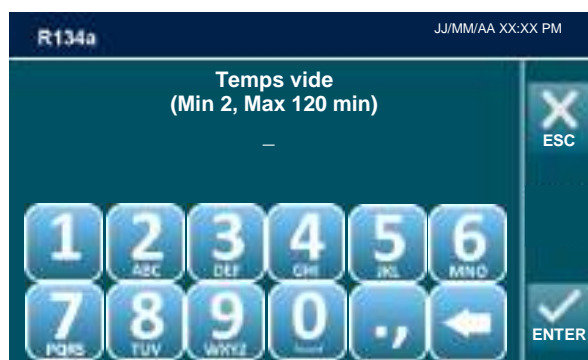 R134a JJ/MM/AA XX:XX PM
Temps vide
(Min 2, Max 120 min)
_
ESC
1 2 3 4 5 6
ABC DEF GHI JKL MNO
7 8 9 0 ., 
PQRS TUV WXYZ
ENTER